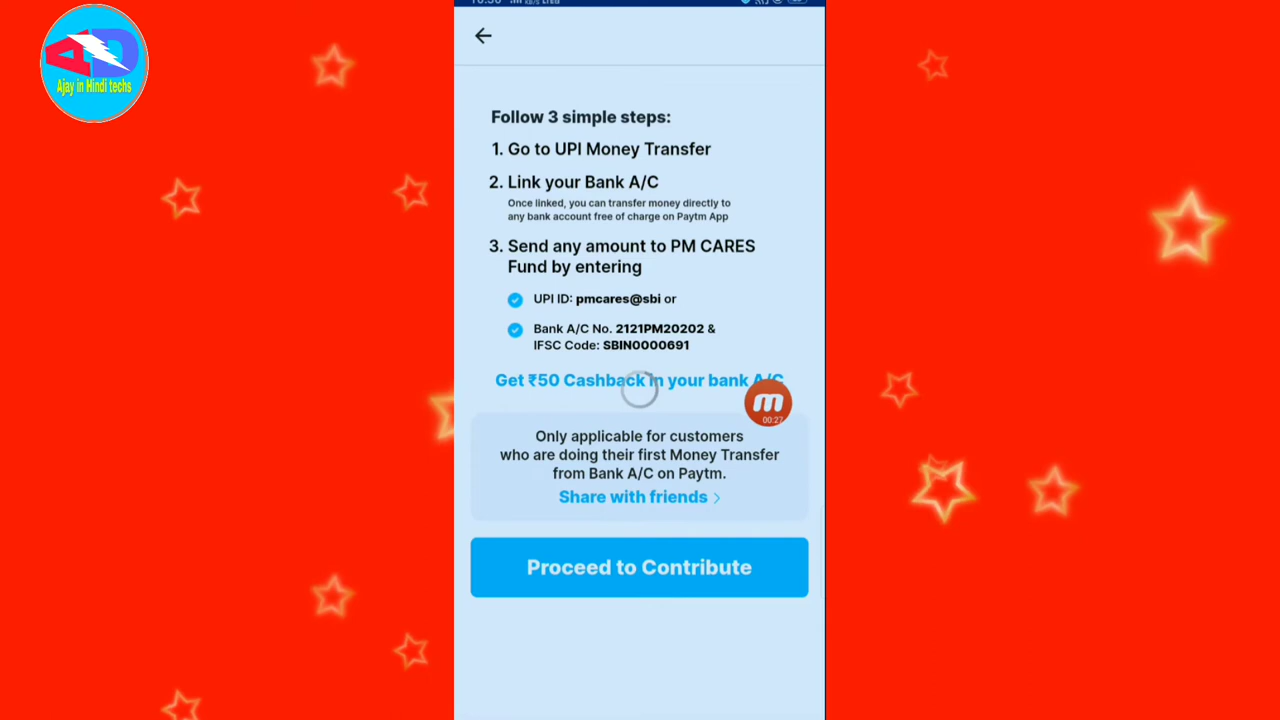 AD
Ajay in Hindi techs
Follow 3 simple steps:
1. Go to UPI Money Transfer
2. Link your Bank A/C
Once linked, you can transfer money directly to
any bank account free of charge on Paytm App
3. Send any amount to PM CARES
Fund by entering
UPI ID: pmcares@sbi or
Bank A/C No. 2121PM20202 &
IFSC Code: SBIN0000691
Get ₹50 Cashback in your bank A/C
00:27
Only applicable for customers
who are doing their first Money Transfer
from Bank A/C on Paytm.
Share with friends
Proceed to Contribute